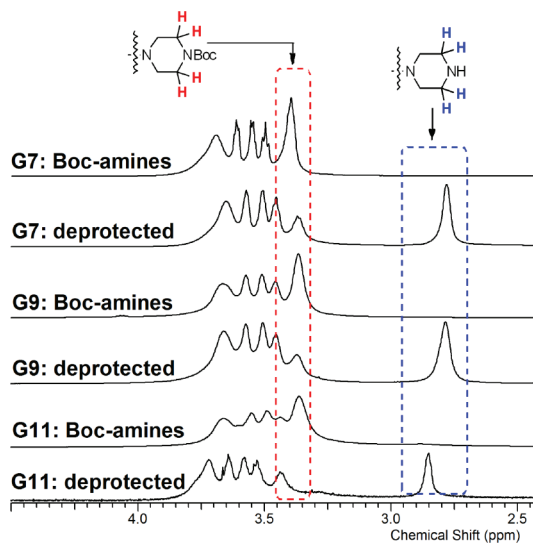 H H
N NBoc
H H
H H
N NH
H H
G7: Boc-amines
G7: deprotected
G9: Boc-amines
G9: deprotected
G11: Boc-amines
G11: deprotected
4.0 3.5 3.0 2.5
Chemical Shift (ppm)